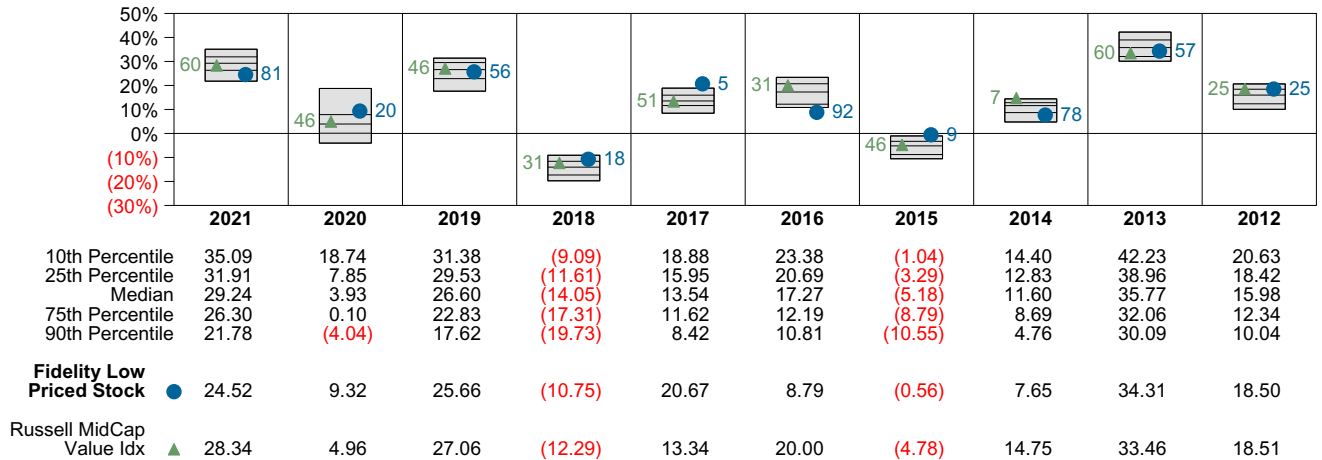 50%
40%
30%
20%
10%
0%
(10%)
(20%)
(30%)
60 81
46 20
46 56
31 18
51 5
31 92
46 9
7 78
60 57
25 25
2021 2020 2019 2018 2017 2016 2015 2014 2013 2012
10th Percentile 35.09 18.74 31.38 (9.09) 18.88 23.38 (1.04) 14.40 42.23 20.63
25th Percentile 31.91 7.85 29.53 (11.61) 15.95 20.69 (3.29) 12.83 38.96 18.42
Median 29.24 3.93 26.60 (14.05) 13.54 17.27 (5.18) 11.60 35.77 15.98
75th Percentile 26.30 0.10 22.83 (17.31) 11.62 12.19 (8.79) 8.69 32.06 12.34
90th Percentile 21.78 (4.04) 17.62 (19.73) 8.42 10.81 (10.55) 4.76 30.09 10.04
Fidelity Low
Priced Stock 24.52 9.32 25.66 (10.75) 20.67 8.79 (0.56) 7.65 34.31 18.50
Russell MidCap
Value Idx 28.34 4.96 27.06 (12.29) 13.34 20.00 (4.78) 14.75 33.46 18.51